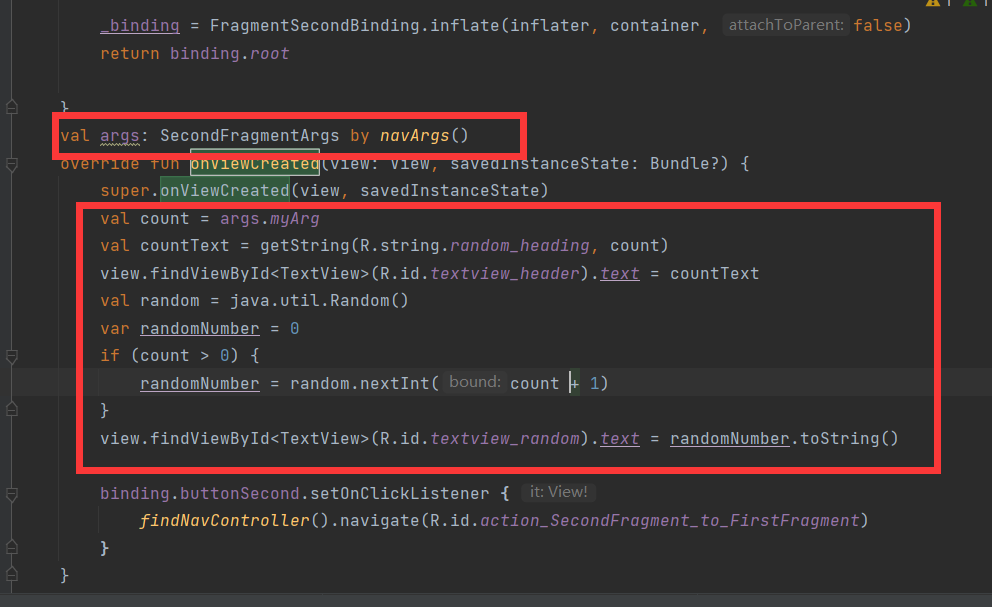 _binding = FragmentSecondBinding.inflate(inflater, container, attachToParent: false)
return binding.root
}
val args: SecondFragmentArgs by navArgs()
override fun onViewCreated(view: View, savedInstanceState: Bundle?) {
super.onViewCreated(view, savedInstanceState)
val count = args.myArg
val countText = getString(R.string.random_heading, count)
view.findViewById<TextView>(R.id.textview_header).text = countText
val random = java.util.Random()
var randomNumber = 0
if (count > 0) {
randomNumber = random.nextInt( bound: count + 1)
}
view.findViewById<TextView>(R.id.textview_random).text = randomNumber.toString()
binding.buttonSecond.setOnClickListener { it: View!
findNavController().navigate(R.id.action_SecondFragment_to_FirstFragment)
}
}